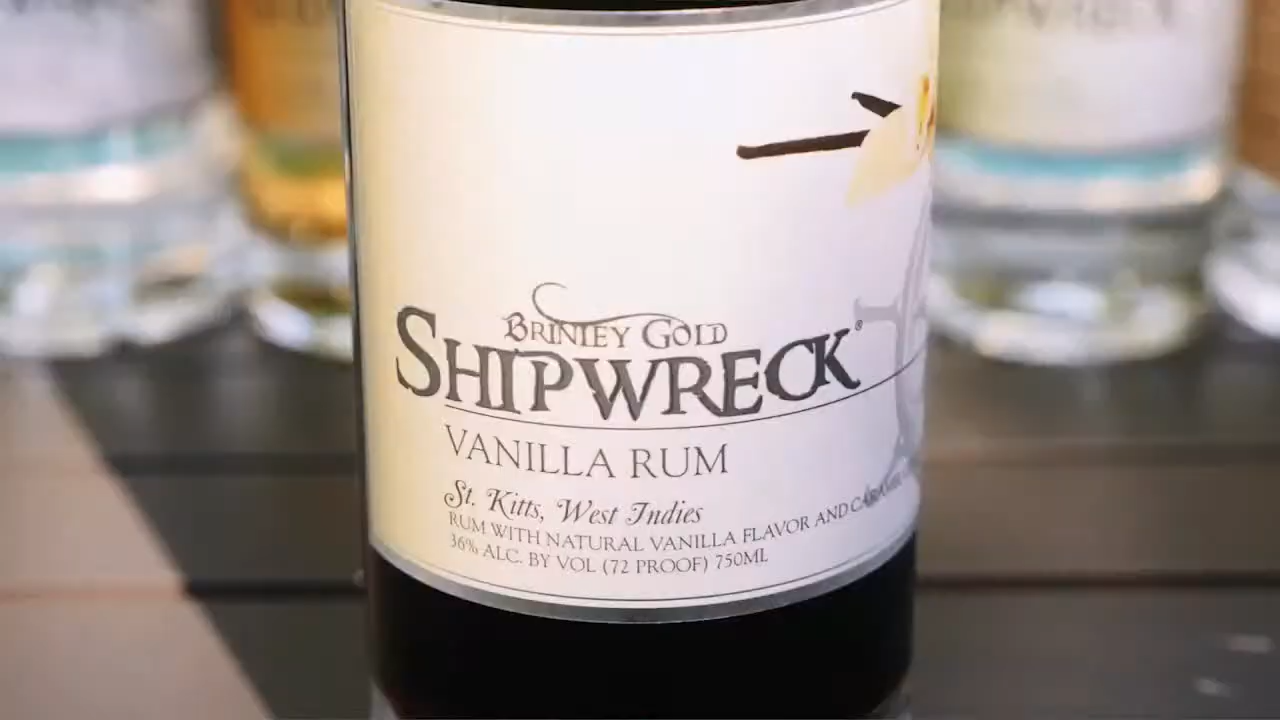 BRINLEY GOLD
SHIPWRECK®
VANILLA RUM
St. Kitts, West Indies
RUM WITH NATURAL VANILLA FLAVOR AND
36% ALC. BY VOL (72 PROOF) 750ML